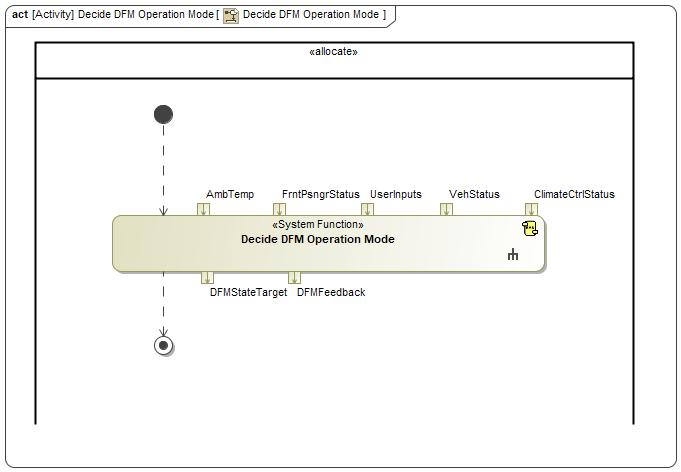 act [Activity] Decide DFM Operation Mode [ Decide DFM Operation Mode ]
«allocate»
AmbTemp FrntPsngrStatus UserInputs VehStatus ClimateCtrlStatus
«System Function»
Decide DFM Operation Mode
DFMStateTarget DFMFeedback